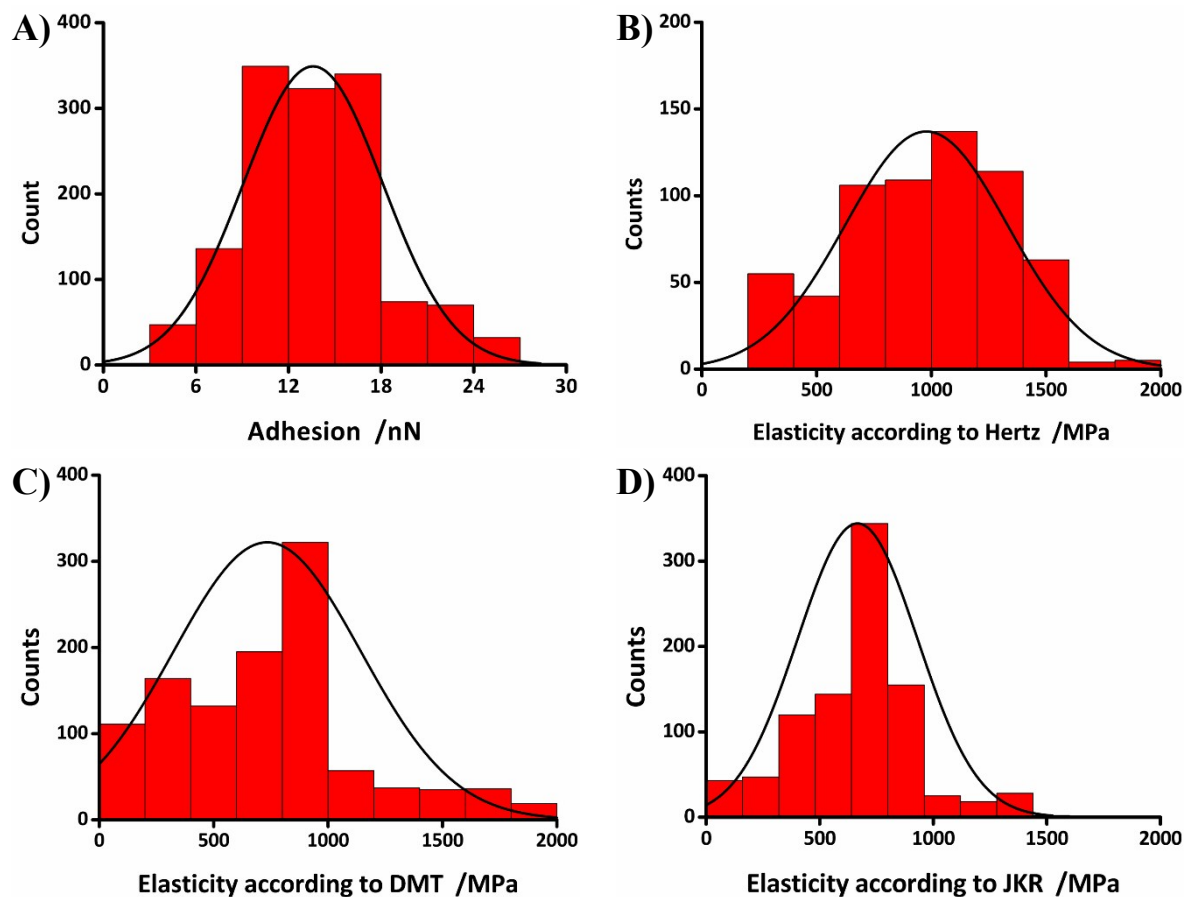 A)
400
300
200
100
0
Count
0 6 12 18 24 30
Adhesion /nN
B)
200
150
100
50
0
Counts
0 500 1000 1500 2000
Elasticity according to Hertz /MPa
C)
400
300
200
100
0
Counts
0 500 1000 1500 2000
Elasticity according to DMT /MPa
D)
400
300
200
100
0
Counts
0 500 1000 1500 2000
Elasticity according to JKR /MPa